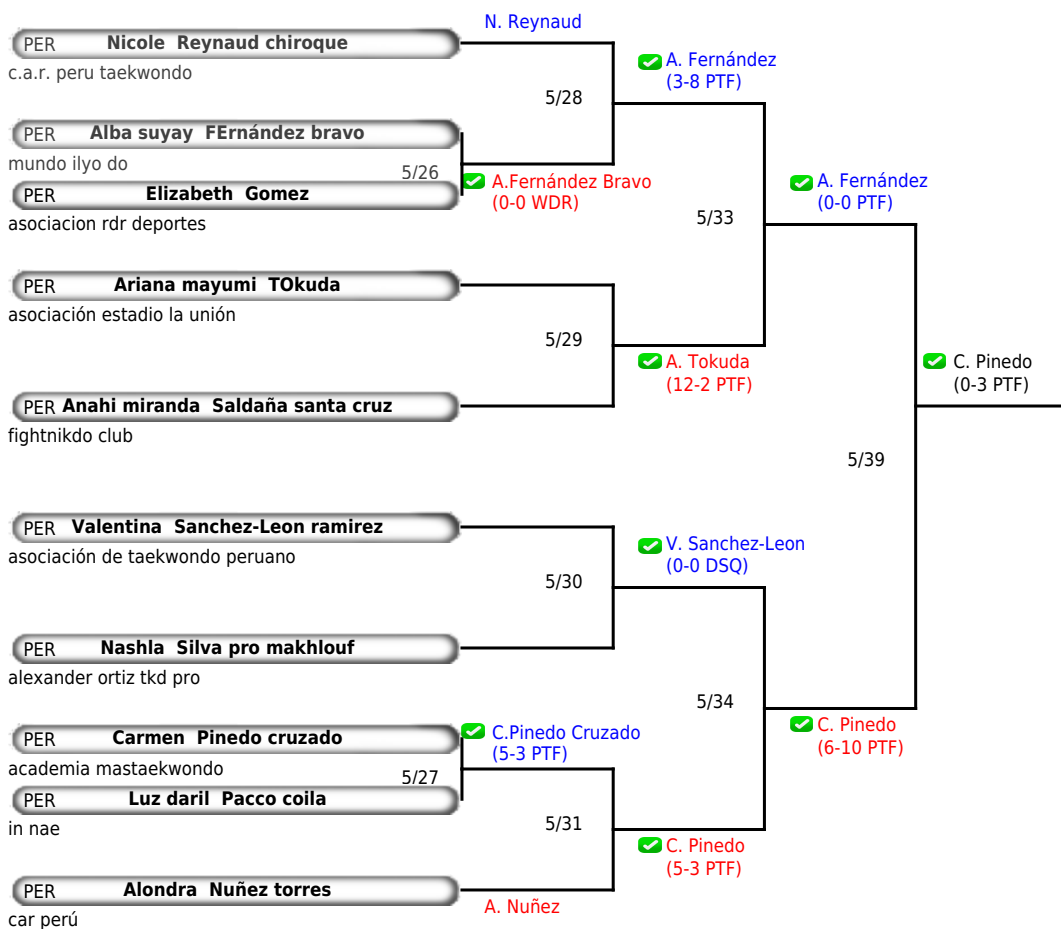 N. Reynaud
PER Nicole Reynaud chiroque
c.a.r. peru taekwondo
A. Fernández
(3-8 PTF)
5/28
PER Alba suyay FErnández bravo
mundo ilyo do
5/26
A.Fernández Bravo
(0-0 WDR)
PER Elizabeth Gomez
asociacion rdr deportes
A. Fernández
(0-0 PTF)
5/33
PER Ariana mayumi TOkuda
asociación estadio la unión
5/29
A. Tokuda
(12-2 PTF)
C. Pinedo
(0-3 PTF)
PER Anahi miranda Saldaña santa cruz
fightnikdo club
5/39
PER Valentina Sanchez-Leon ramirez
asociación de taekwondo peruano
V. Sanchez-Leon
(0-0 DSQ)
5/30
PER Nashla Silva pro makhlouf
alexander ortiz tkd pro
5/34
C. Pinedo
(6-10 PTF)
PER Carmen Pinedo cruzado
academia mastaekwondo
C.Pinedo Cruzado
(5-3 PTF)
5/27
PER Luz daril Pacco coila
in nae
5/31
C. Pinedo
(5-3 PTF)
PER Alondra Nuñez torres
car perú
A. Nuñez